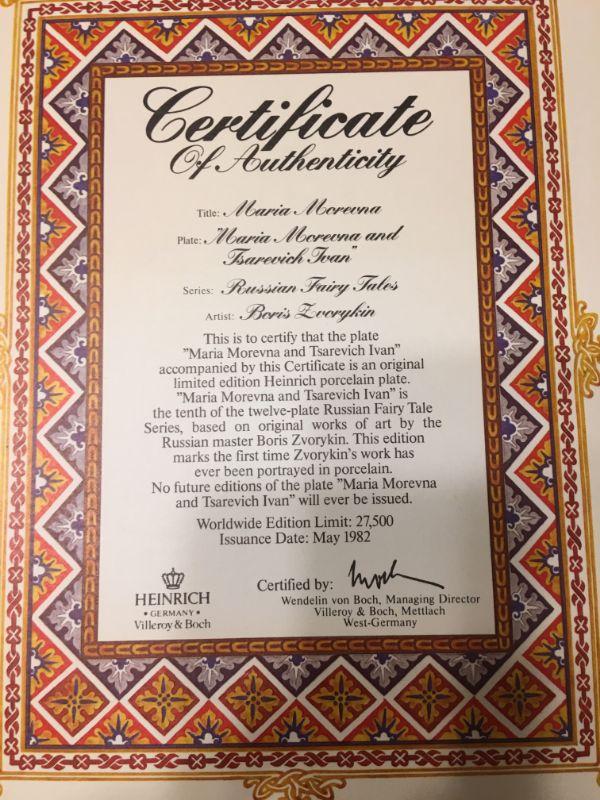 Certificate
Of Authenticity
Title: Maria Morevna
Plate: "Maria Morevna and
Tsarevich Ivan"
Series: Russian Fairy Tales
Artist: Boris Zvorykin
This is to certify that the plate
"Maria Morevna and Tsarevich Ivan"
accompanied by this Certificate is an original
limited edition Heinrich porcelain plate.
"Maria Morevna and Tsarevich Ivan" is
the tenth of the twelve-plate Russian Fairy Tale
Series, based on original works of art by the
Russian master Boris Zvorykin. This edition
marks the first time Zvorykin's work has
ever been portrayed in porcelain.
No future editions of the plate "Maria Morevna
and Tsarevich Ivan" will ever be issued.
Worldwide Edition Limit: 27,500
Issuance Date: May 1982
HEINRICH
• GERMANY •
Villeroy & Boch
Certified by:
Wendelin von Boch, Managing Director
Villeroy & Boch, Mettlach
West-Germany